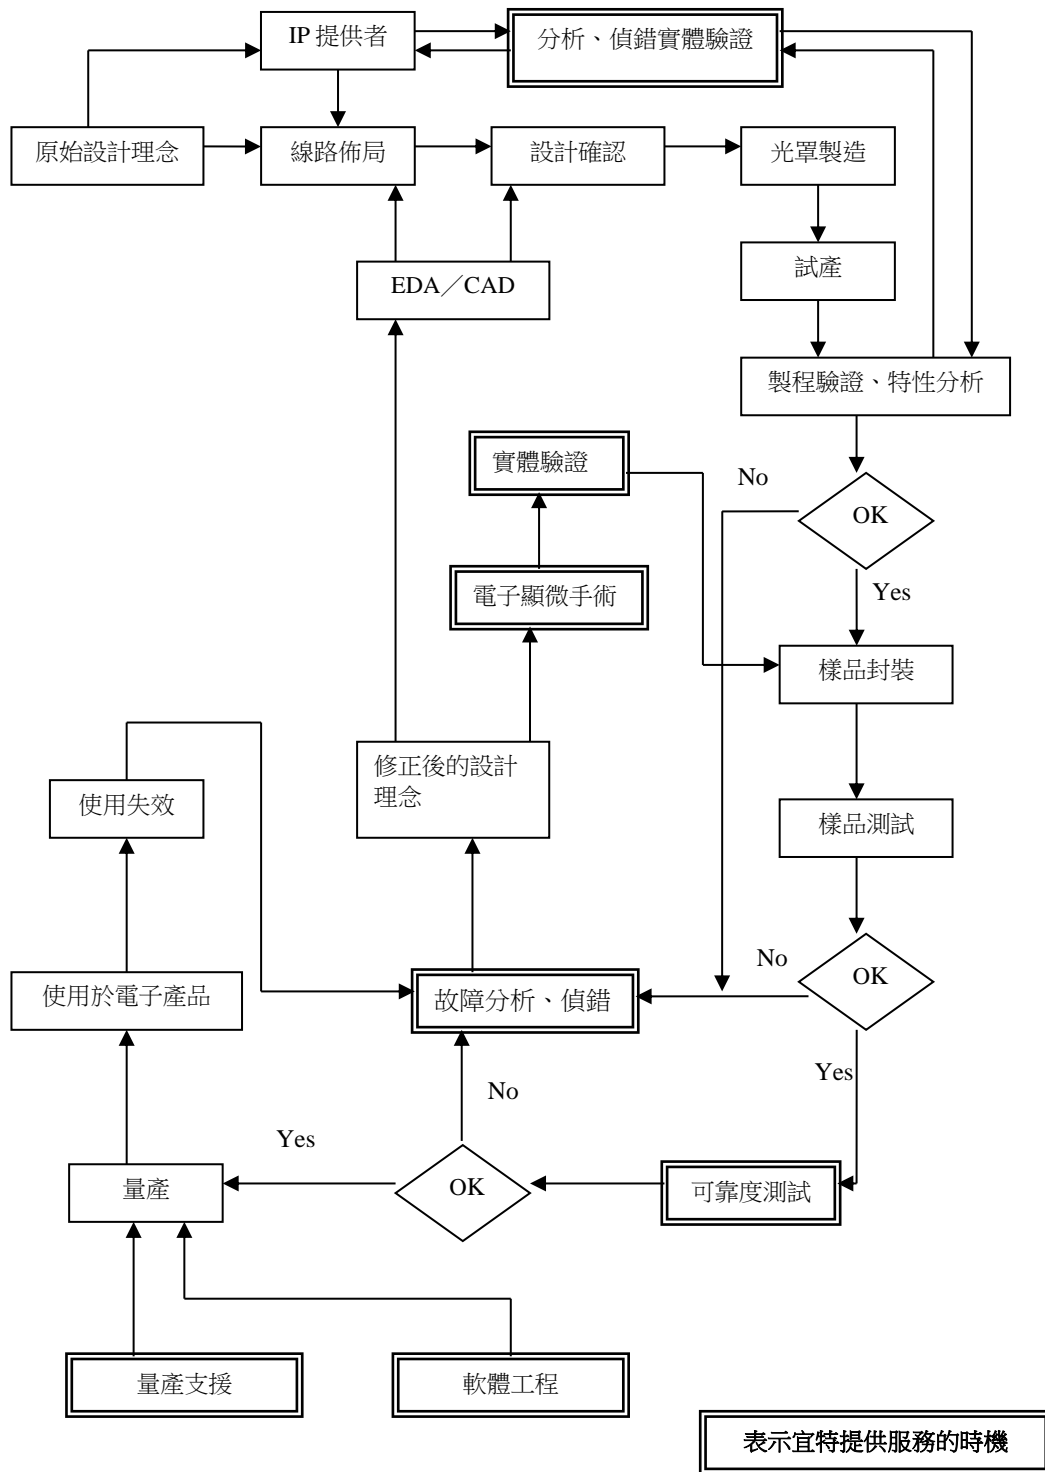 IP 提供者
分析、偵錯實體驗證
原始設計理念
線路佈局
設計確認
光罩製造
EDA／CAD
試產
製程驗證、特性分析
實體驗證
No
OK
電子顯微手術
Yes
樣品封裝
修正後的設計
理念
使用失效
樣品測試
No
OK
使用於電子產品
故障分析、偵錯
Yes
No
Yes
量產
OK
可靠度測試
量產支援
軟體工程
表示宜特提供服務的時機